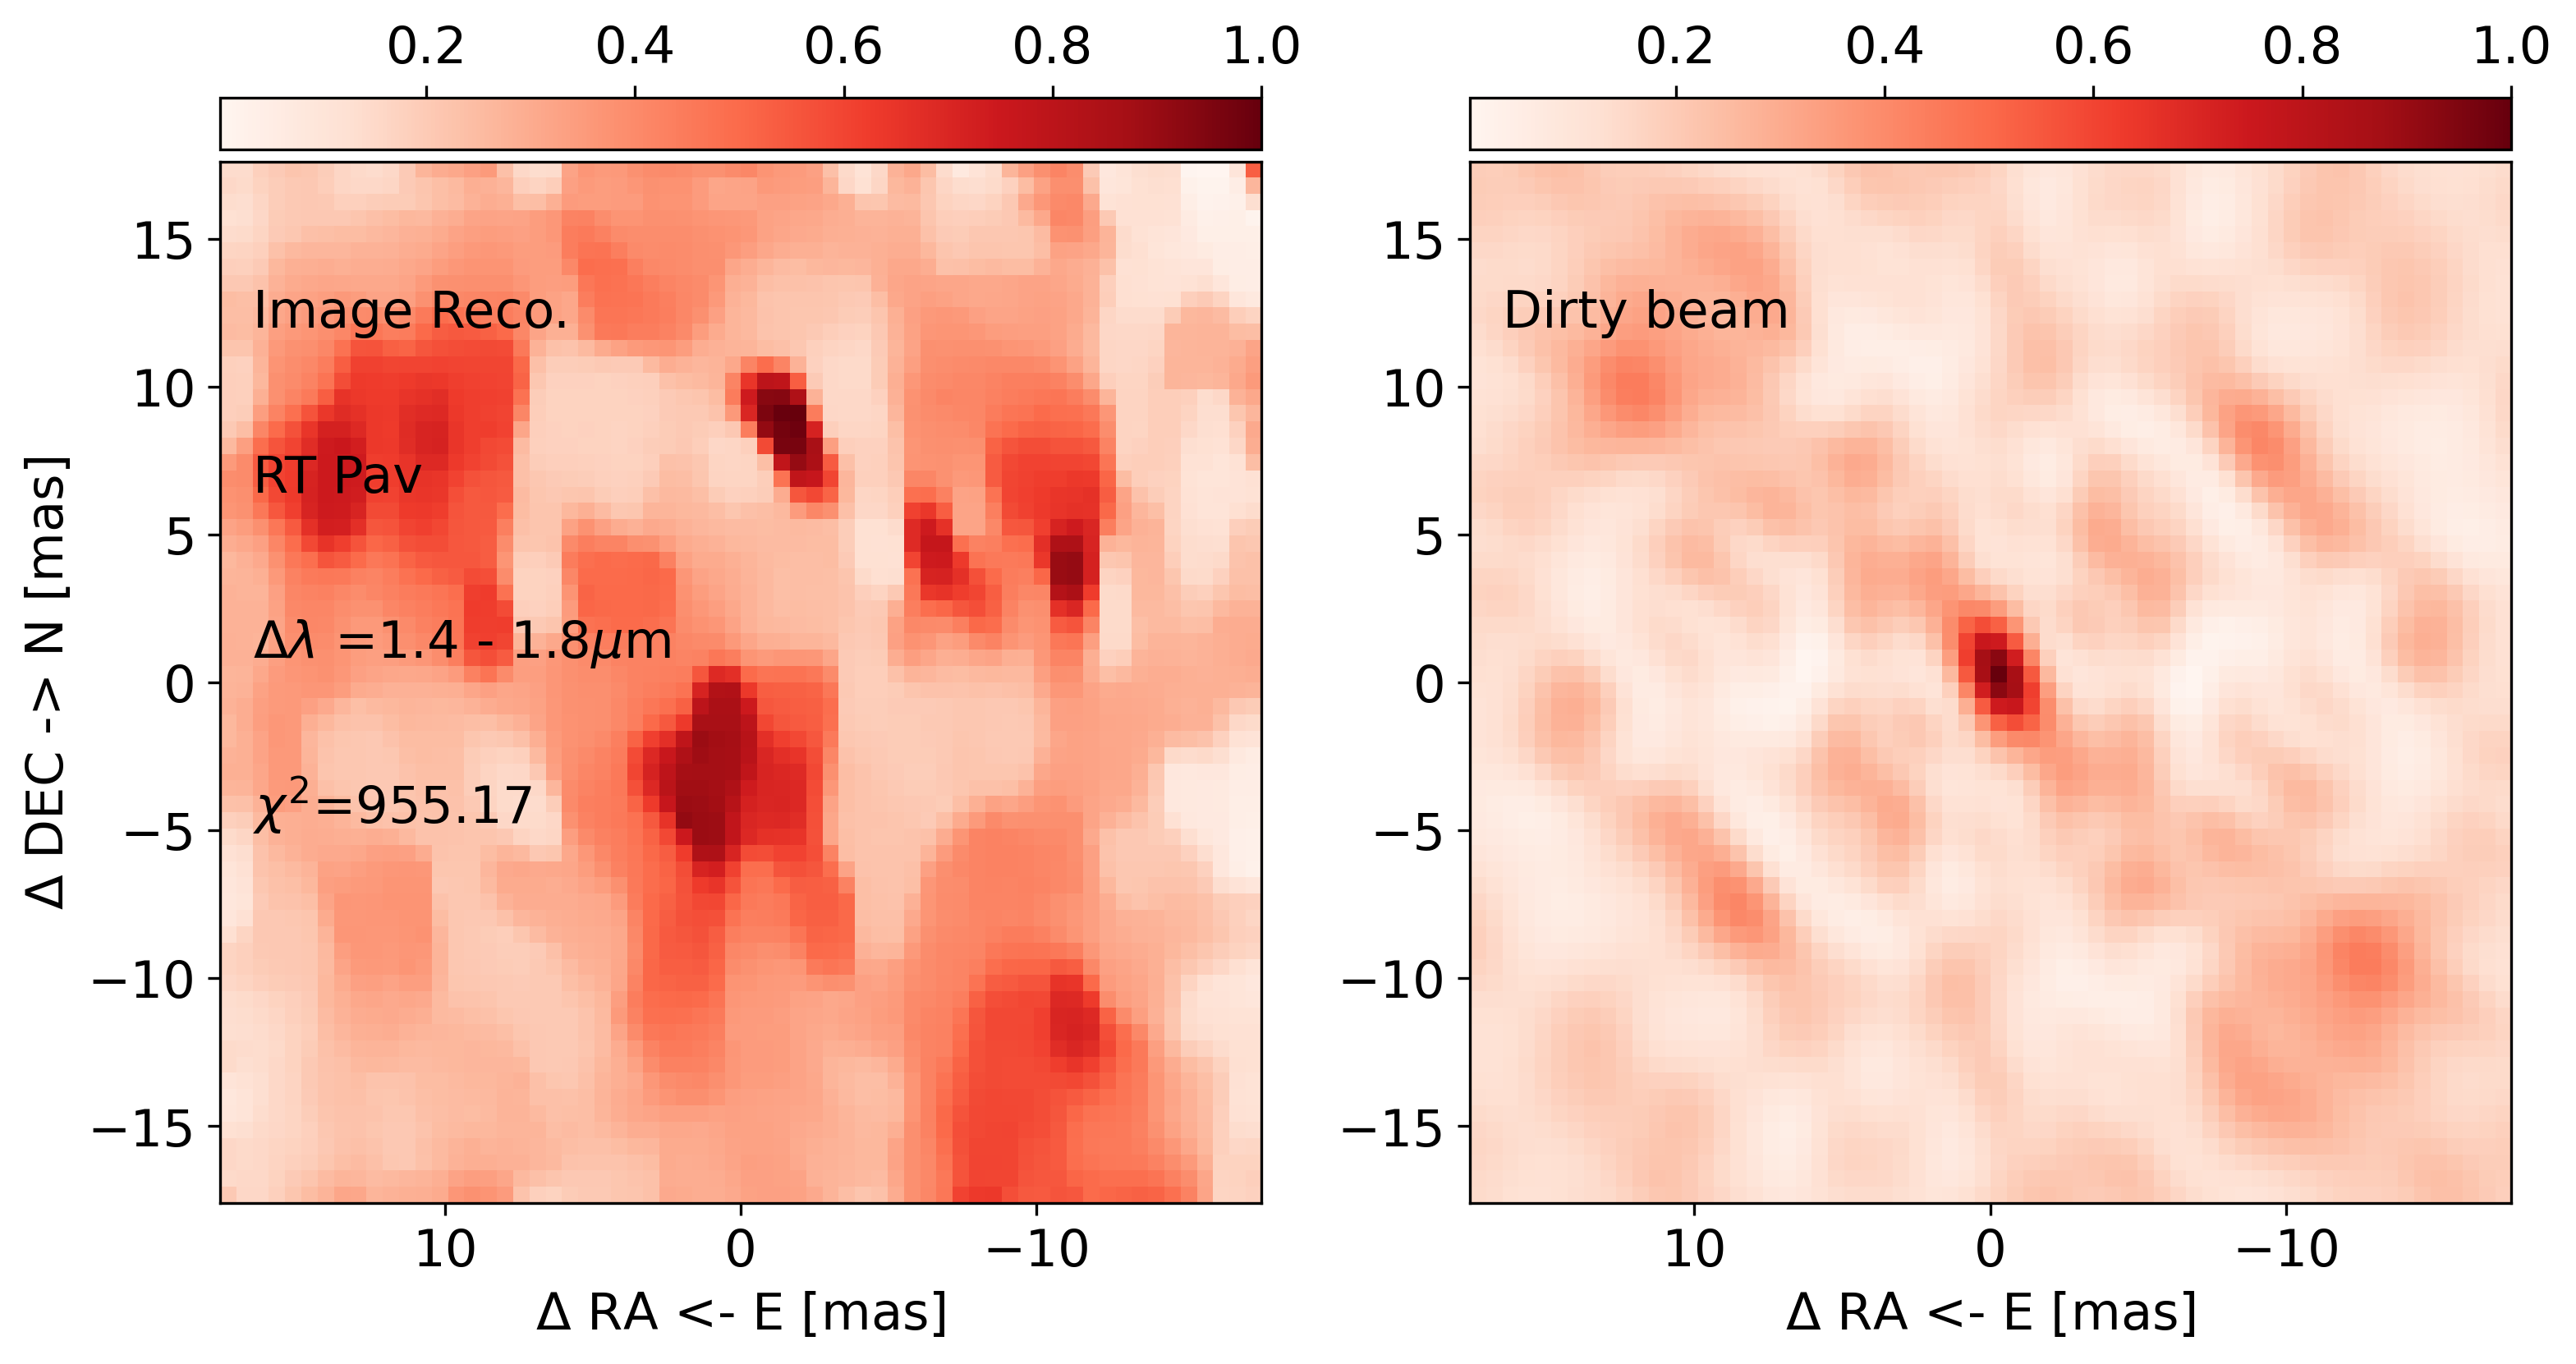 0.2 0.4 0.6 0.8 1.0
Image Reco.
RT Pav
Δλ =1.4 - 1.8μm
χ²=955.17
15
10
5
0
−5
−10
−15
Δ DEC -> N [mas]
10 0 −10
Δ RA <- E [mas]
0.2 0.4 0.6 0.8 1.0
Dirty beam
15
10
5
0
−5
−10
−15
10 0 −10
Δ RA <- E [mas]